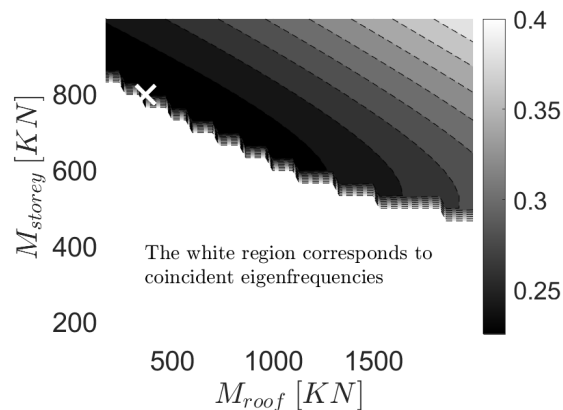 0.4
800
0.35
M_storey [KN]
600
0.3
400
The white region corresponds to
coincident eigenfrequencies
0.25
200
500 1000 1500
M_roof [KN]